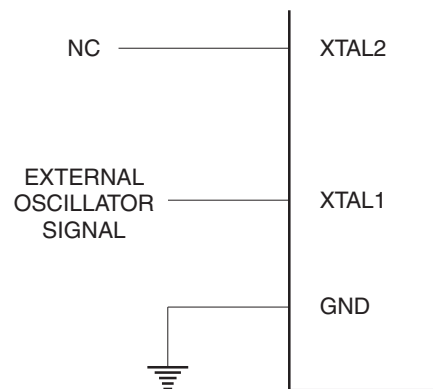 NC
XTAL2
EXTERNAL
OSCILLATOR
SIGNAL
XTAL1
GND